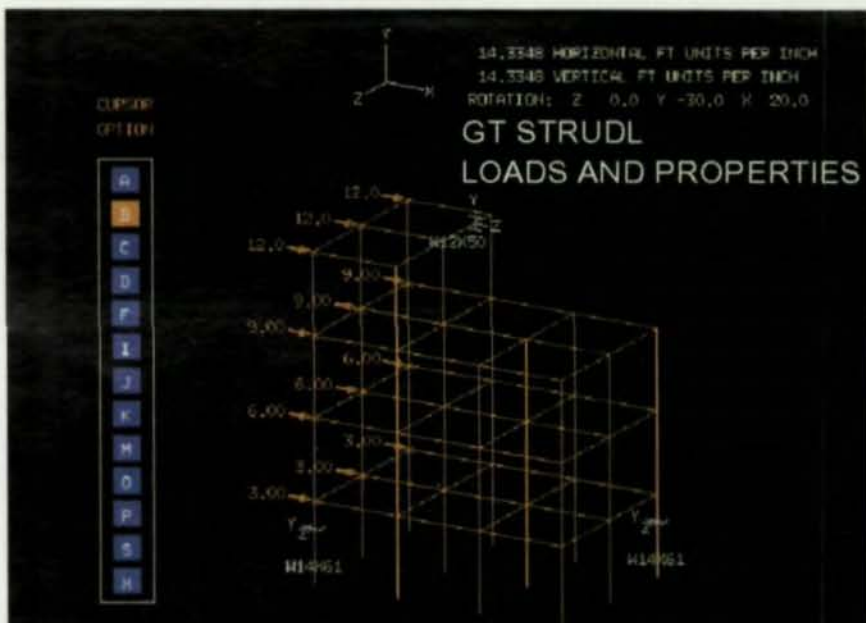 Y
Z X
14.3348 HORIZONTAL FT UNITS PER INCH
14.3348 VERTICAL FT UNITS PER INCH
ROTATION: Z 0.0 Y -30.0 X 20.0
GT STRUDL
LOADS AND PROPERTIES
CURSOR
OPTION
A
B
C
D
F
I
J
K
M
O
P
S
12.0
12.0
12.0
Y
Z
W12X50
9.00
9.00
9.00
6.00
6.00
6.00
3.00
3.00
3.00
Y Z
Y Z
W14X61
W14X61